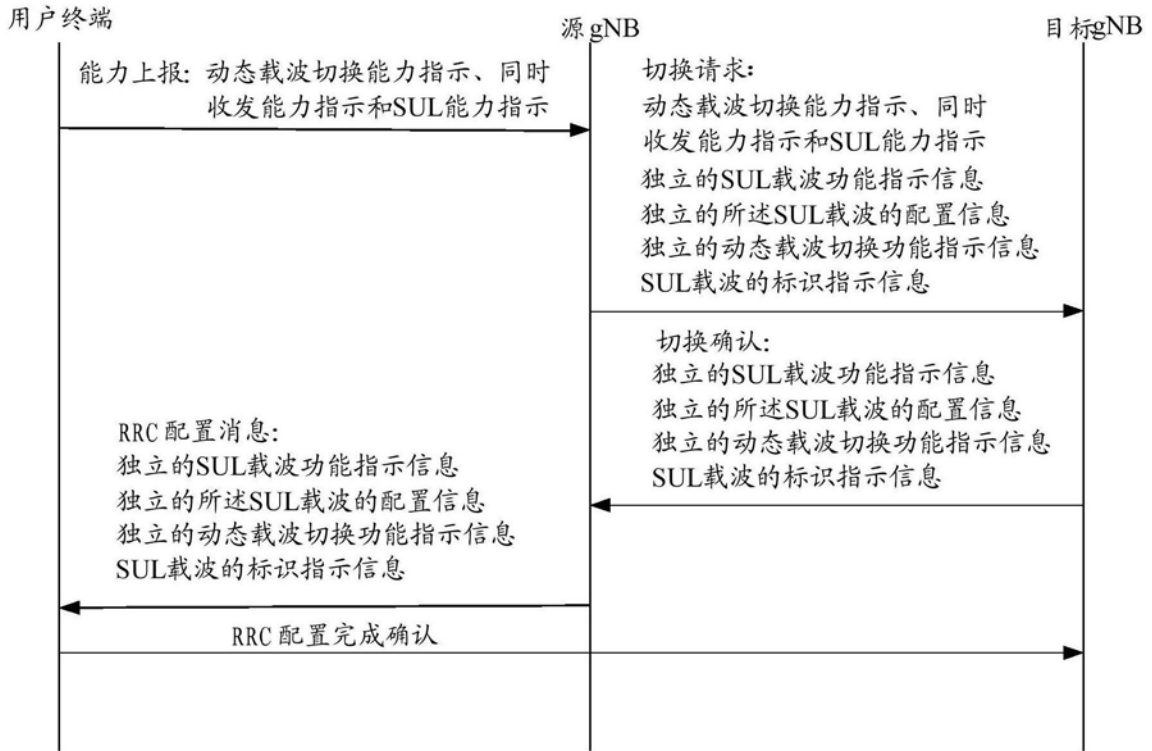 用户终端
源gNB
目标gNB
能力上报: 动态载波切换能力指示、同时
收发能力指示和SUL能力指示
切换请求:
动态载波切换能力指示、同时
收发能力指示和SUL能力指示
独立的SUL载波功能指示信息
独立的所述SUL载波的配置信息
独立的动态载波切换功能指示信息
SUL载波的标识指示信息
切换确认:
独立的SUL载波功能指示信息
独立的所述SUL载波的配置信息
独立的动态载波切换功能指示信息
SUL载波的标识指示信息
RRC 配置消息:
独立的SUL载波功能指示信息
独立的所述SUL载波的配置信息
独立的动态载波切换功能指示信息
SUL载波的标识指示信息
RRC 配置完成确认